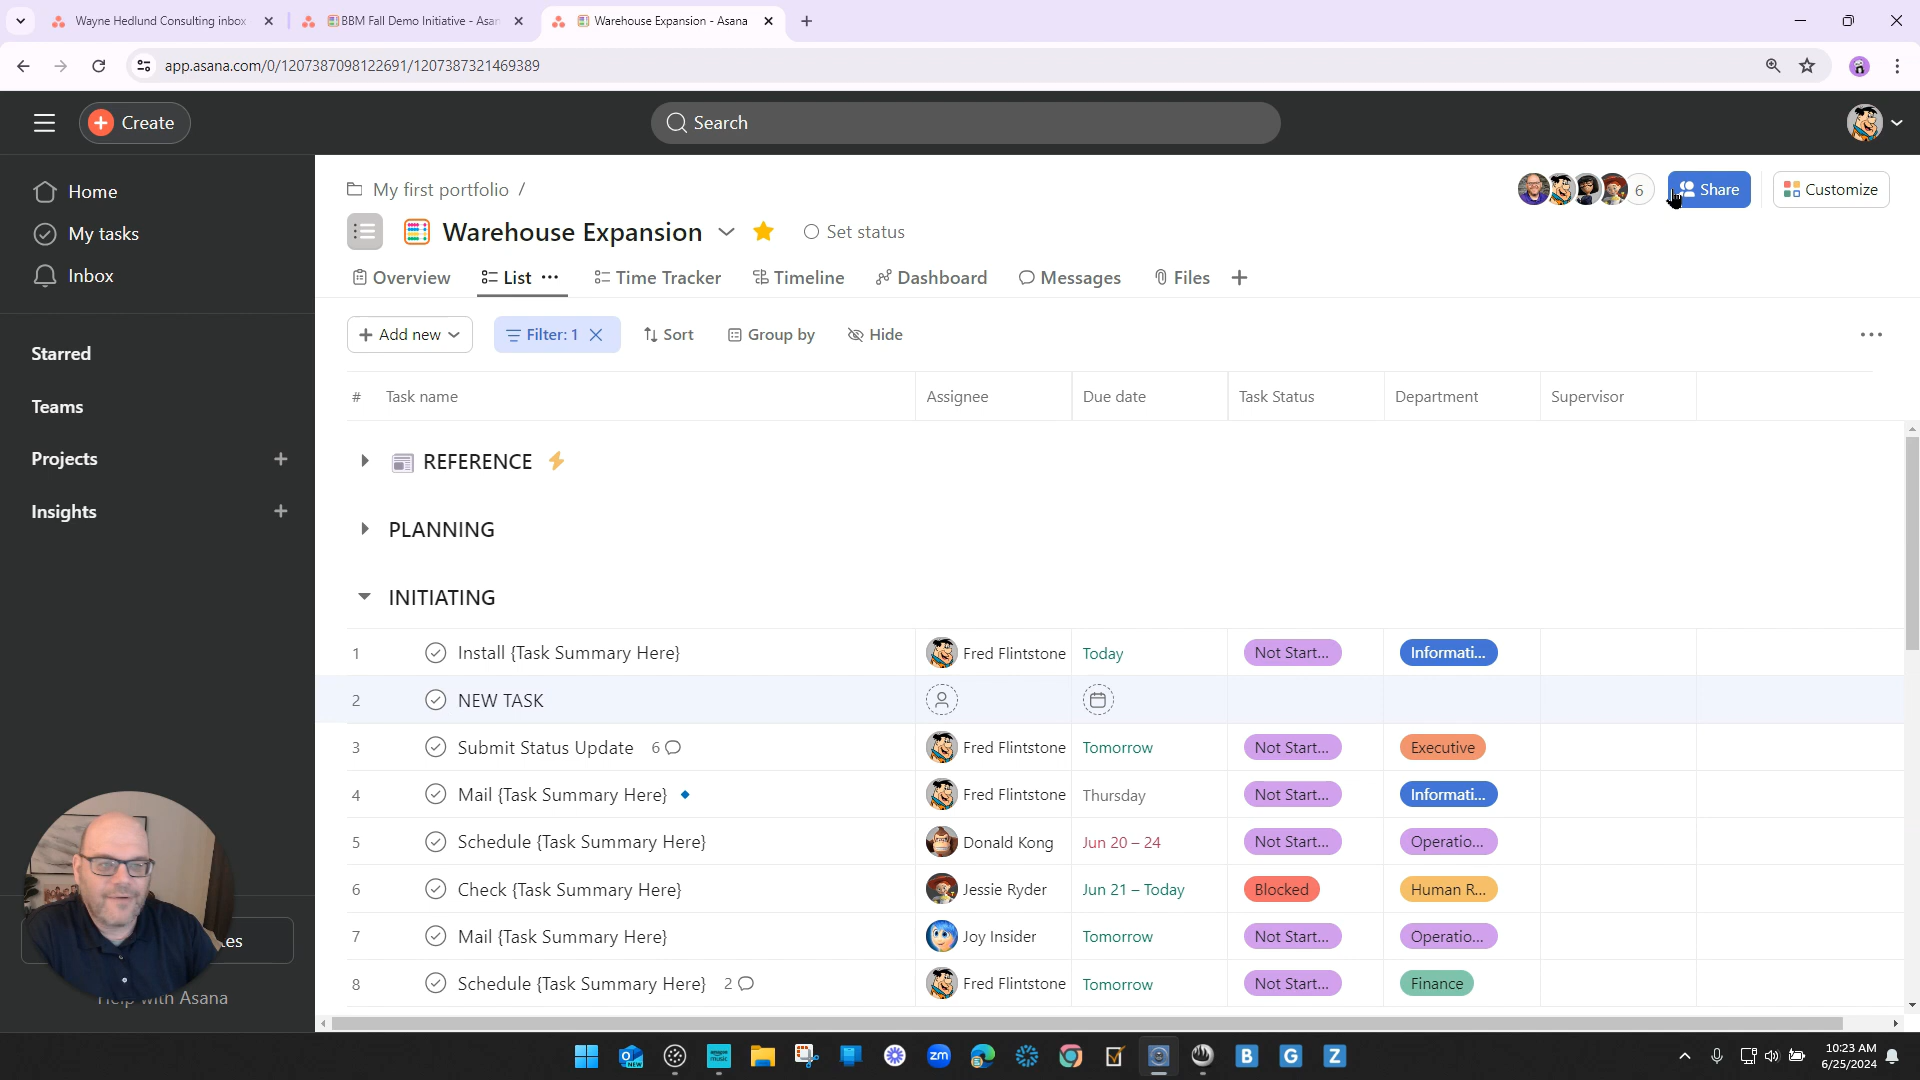 Wayne Hedlund Consulting inbox
BBM Fall Demo Initiative - Asan
Warehouse Expansion - Asana
app.asana.com/0/1207387098122691/1207387321469389
Create
Search
Home
My tasks
Inbox
Starred
Teams
Projects
Insights
Help with Asana
My first portfolio /
6
Share
Customize
Warehouse Expansion
Set status
Overview
List
Time Tracker
Timeline
Dashboard
Messages
Files
Add new
Filter: 1
Sort
Group by
Hide
# Task name Assignee Due date Task Status Department Supervisor
REFERENCE
PLANNING
INITIATING
1 Install {Task Summary Here} Fred Flintstone Today Not Start... Informati...
2 NEW TASK
3 Submit Status Update 6 Fred Flintstone Tomorrow Not Start... Executive
4 Mail {Task Summary Here} Fred Flintstone Thursday Not Start... Informati...
5 Schedule {Task Summary Here} Donald Kong Jun 20 – 24 Not Start... Operatio...
6 Check {Task Summary Here} Jessie Ryder Jun 21 – Today Blocked Human R...
7 Mail {Task Summary Here} Joy Insider Tomorrow Not Start... Operatio...
8 Schedule {Task Summary Here} 2 Fred Flintstone Tomorrow Not Start... Finance
NEW
music
zm
B
G
Z
10:23 AM
6/25/2024